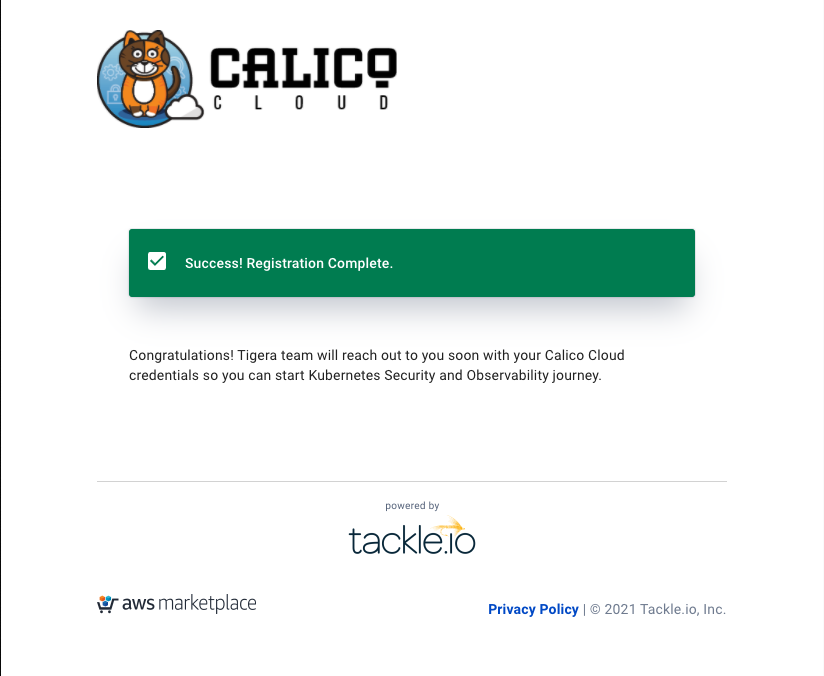 CALICO
CLOUD
Success! Registration Complete.
Congratulations! Tigera team will reach out to you soon with your Calico Cloud
credentials so you can start Kubernetes Security and Observability journey.
powered by
tackle.io
aws marketplace
Privacy Policy | © 2021 Tackle.io, Inc.